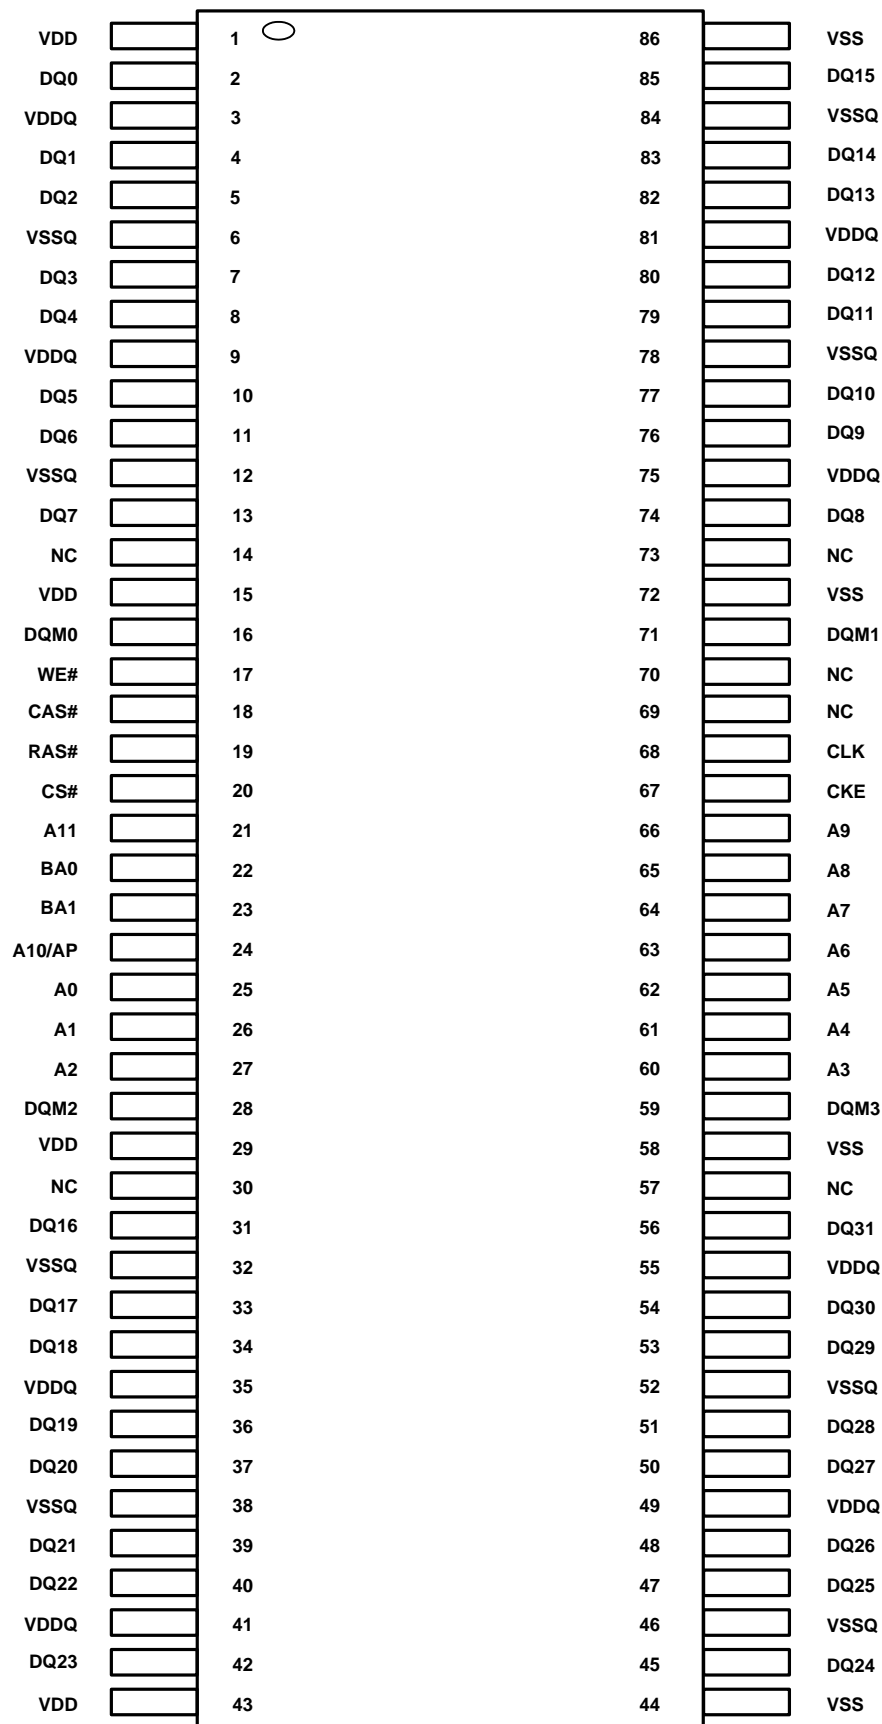 VDD 1 86 VSS
DQ0 2 85 DQ15
VDDQ 3 84 VSSQ
DQ1 4 83 DQ14
DQ2 5 82 DQ13
VSSQ 6 81 VDDQ
DQ3 7 80 DQ12
DQ4 8 79 DQ11
VDDQ 9 78 VSSQ
DQ5 10 77 DQ10
DQ6 11 76 DQ9
VSSQ 12 75 VDDQ
DQ7 13 74 DQ8
NC 14 73 NC
VDD 15 72 VSS
DQM0 16 71 DQM1
WE# 17 70 NC
CAS# 18 69 NC
RAS# 19 68 CLK
CS# 20 67 CKE
A11 21 66 A9
BA0 22 65 A8
BA1 23 64 A7
A10/AP 24 63 A6
A0 25 62 A5
A1 26 61 A4
A2 27 60 A3
DQM2 28 59 DQM3
VDD 29 58 VSS
NC 30 57 NC
DQ16 31 56 DQ31
VSSQ 32 55 VDDQ
DQ17 33 54 DQ30
DQ18 34 53 DQ29
VDDQ 35 52 VSSQ
DQ19 36 51 DQ28
DQ20 37 50 DQ27
VSSQ 38 49 VDDQ
DQ21 39 48 DQ26
DQ22 40 47 DQ25
VDDQ 41 46 VSSQ
DQ23 42 45 DQ24
VDD 43 44 VSS